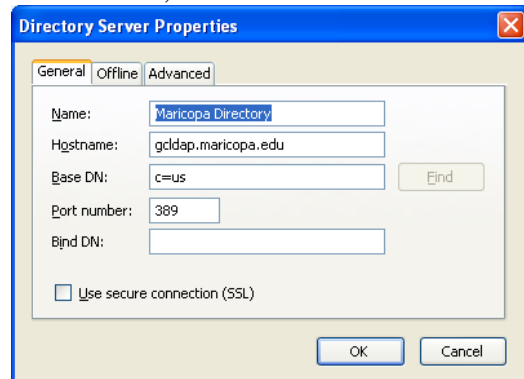 Directory Server Properties
General Offline Advanced
Name: Maricopa Directory
Hostname: gcldap.maricopa.edu
Base DN: c=us Find
Port number: 389
Bind DN:
Use secure connection (SSL)
OK Cancel